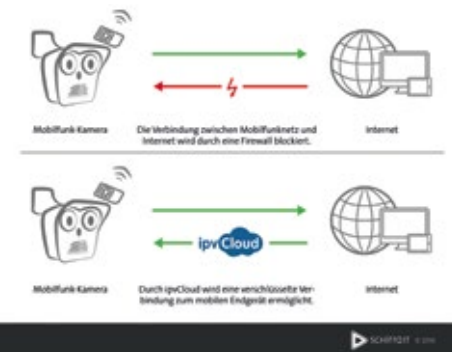 Mobilfunk-Kamera
Die Verbindung zwischen Mobilfunknetz und
Internet wird durch eine Firewall blockiert.
Internet
Mobilfunk-Kamera
ipvCloud
Durch ipvCloud wird eine verschlüsselte Ver-
bindung zum mobilen Endgerät ermöglicht.
Internet